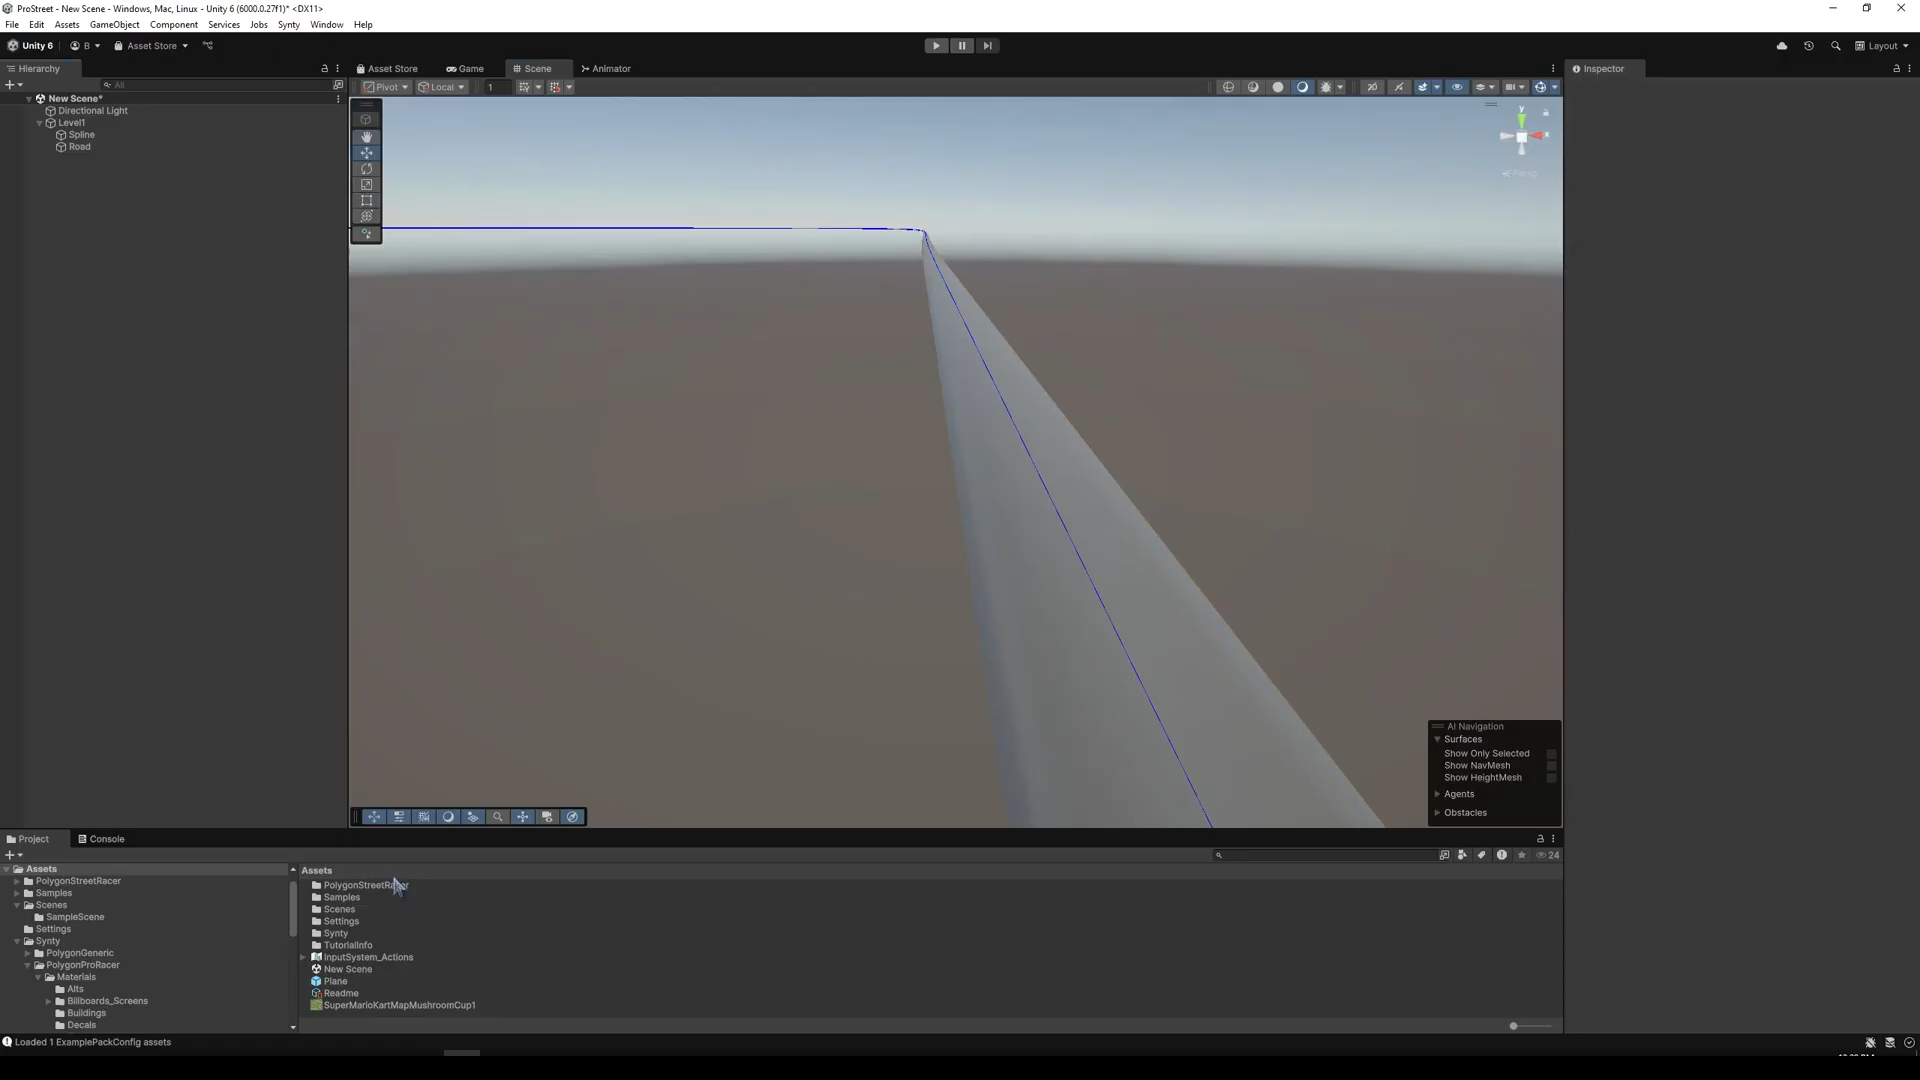 ProStreet - New Scene - Windows, Mac, Linux - Unity 6 (6000.0.27f1)* <DX11>
File Edit Assets GameObject Component Services Jobs Synty Window Help
Unity 6 B Asset Store Layout
Hierarchy Asset Store Game Scene Animator Inspector
All Pivot Local 1
New Scene*
Directional Light
Level1
Spline
Road
y
x
Persp
AI Navigation
Surfaces
Show Only Selected
Show NavMesh
Show HeightMesh
Agents
Obstacles
Project Console
24
Assets
PolygonStreetRacer
Samples
Scenes
SampleScene
Settings
Synty
PolygonGeneric
PolygonProRacer
Materials
Alts
Billboards_Screens
Buildings
Decals
Assets
PolygonStreetRacer
Samples
Scenes
Settings
Synty
TutorialInfo
InputSystem_Actions
New Scene
Plane
Readme
SuperMarioKartMapMushroomCup1
Loaded 1 ExamplePackConfig assets